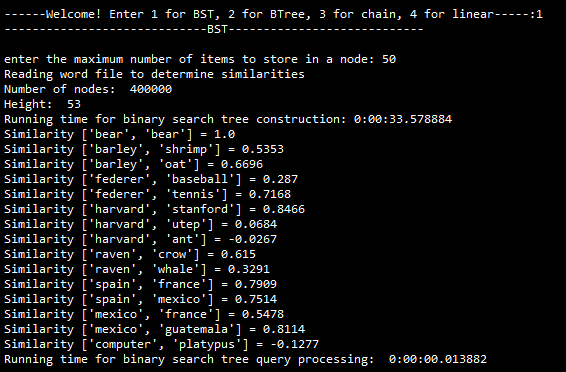 ------Welcome! Enter 1 for BST, 2 for BTree, 3 for chain, 4 for linear-----:1
-----------------------------BST----------------------------
enter the maximum number of items to store in a node: 50
Reading word file to determine similarities
Number of nodes:  400000
Height:  53
Running time for binary search tree construction: 0:00:33.578884
Similarity ['bear', 'bear'] = 1.0
Similarity ['barley', 'shrimp'] = 0.5353
Similarity ['barley', 'oat'] = 0.6696
Similarity ['federer', 'baseball'] = 0.287
Similarity ['federer', 'tennis'] = 0.7168
Similarity ['harvard', 'stanford'] = 0.8466
Similarity ['harvard', 'utep'] = 0.0684
Similarity ['harvard', 'ant'] = -0.0267
Similarity ['raven', 'crow'] = 0.615
Similarity ['raven', 'whale'] = 0.3291
Similarity ['spain', 'france'] = 0.7909
Similarity ['spain', 'mexico'] = 0.7514
Similarity ['mexico', 'france'] = 0.5478
Similarity ['mexico', 'guatemala'] = 0.8114
Similarity ['computer', 'platypus'] = -0.1277
Running time for binary search tree query processing:  0:00:00.013882